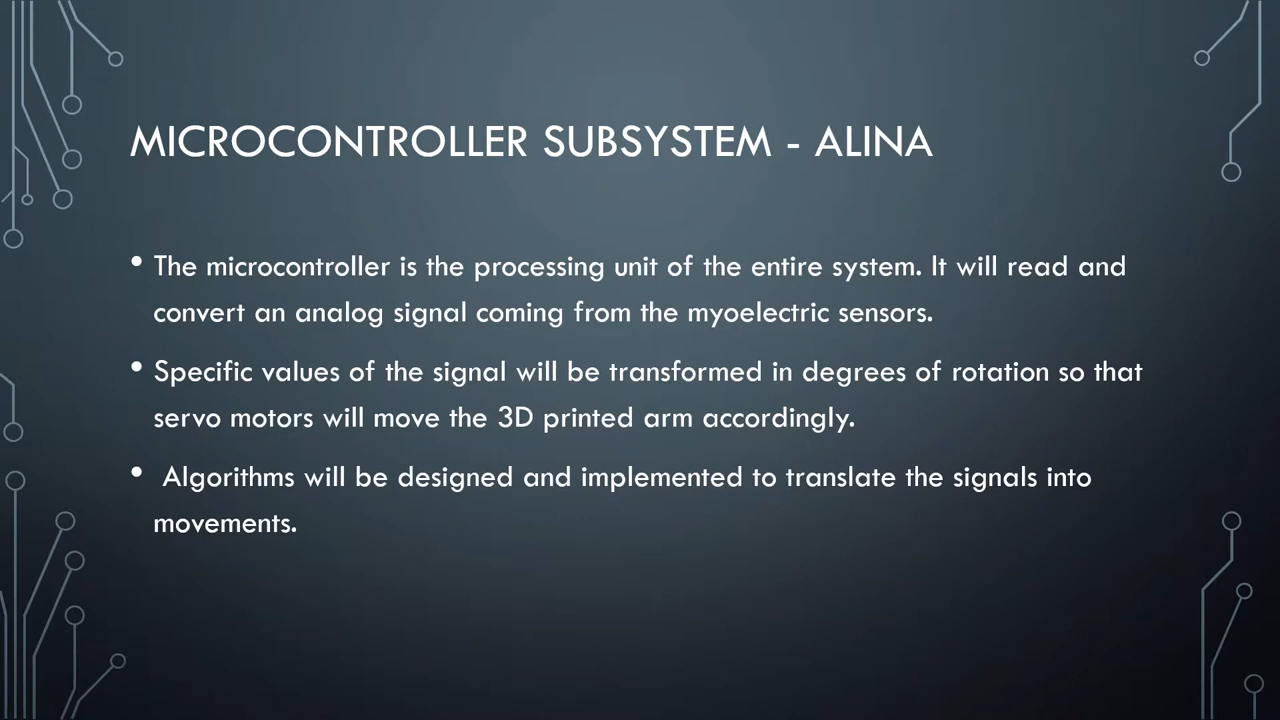 MICROCONTROLLER SUBSYSTEM - ALINA
• The microcontroller is the processing unit of the entire system. It will read and
convert an analog signal coming from the myoelectric sensors.
• Specific values of the signal will be transformed in degrees of rotation so that
servo motors will move the 3D printed arm accordingly.
• Algorithms will be designed and implemented to translate the signals into
movements.